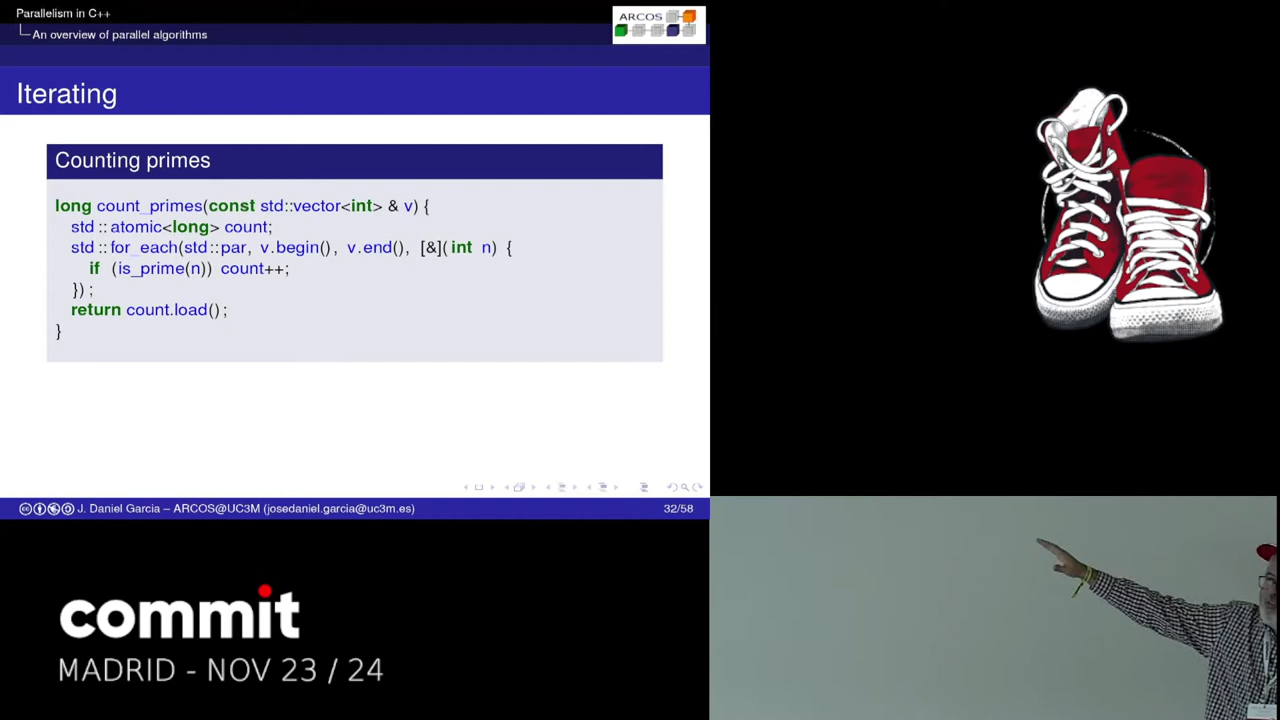 Parallelism in C++
An overview of parallel algorithms
ARCOS
Iterating
Counting primes
long count_primes(const std::vector<int> & v) {
std::atomic<long> count;
std::for_each(std::par, v.begin(), v.end(), [&](int n) {
if (is_prime(n)) count++;
});
return count.load();
}
J. Daniel Garcia – ARCOS@UC3M (josedaniel.garcia@uc3m.es)
32/58
commit
MADRID - NOV 23 / 24